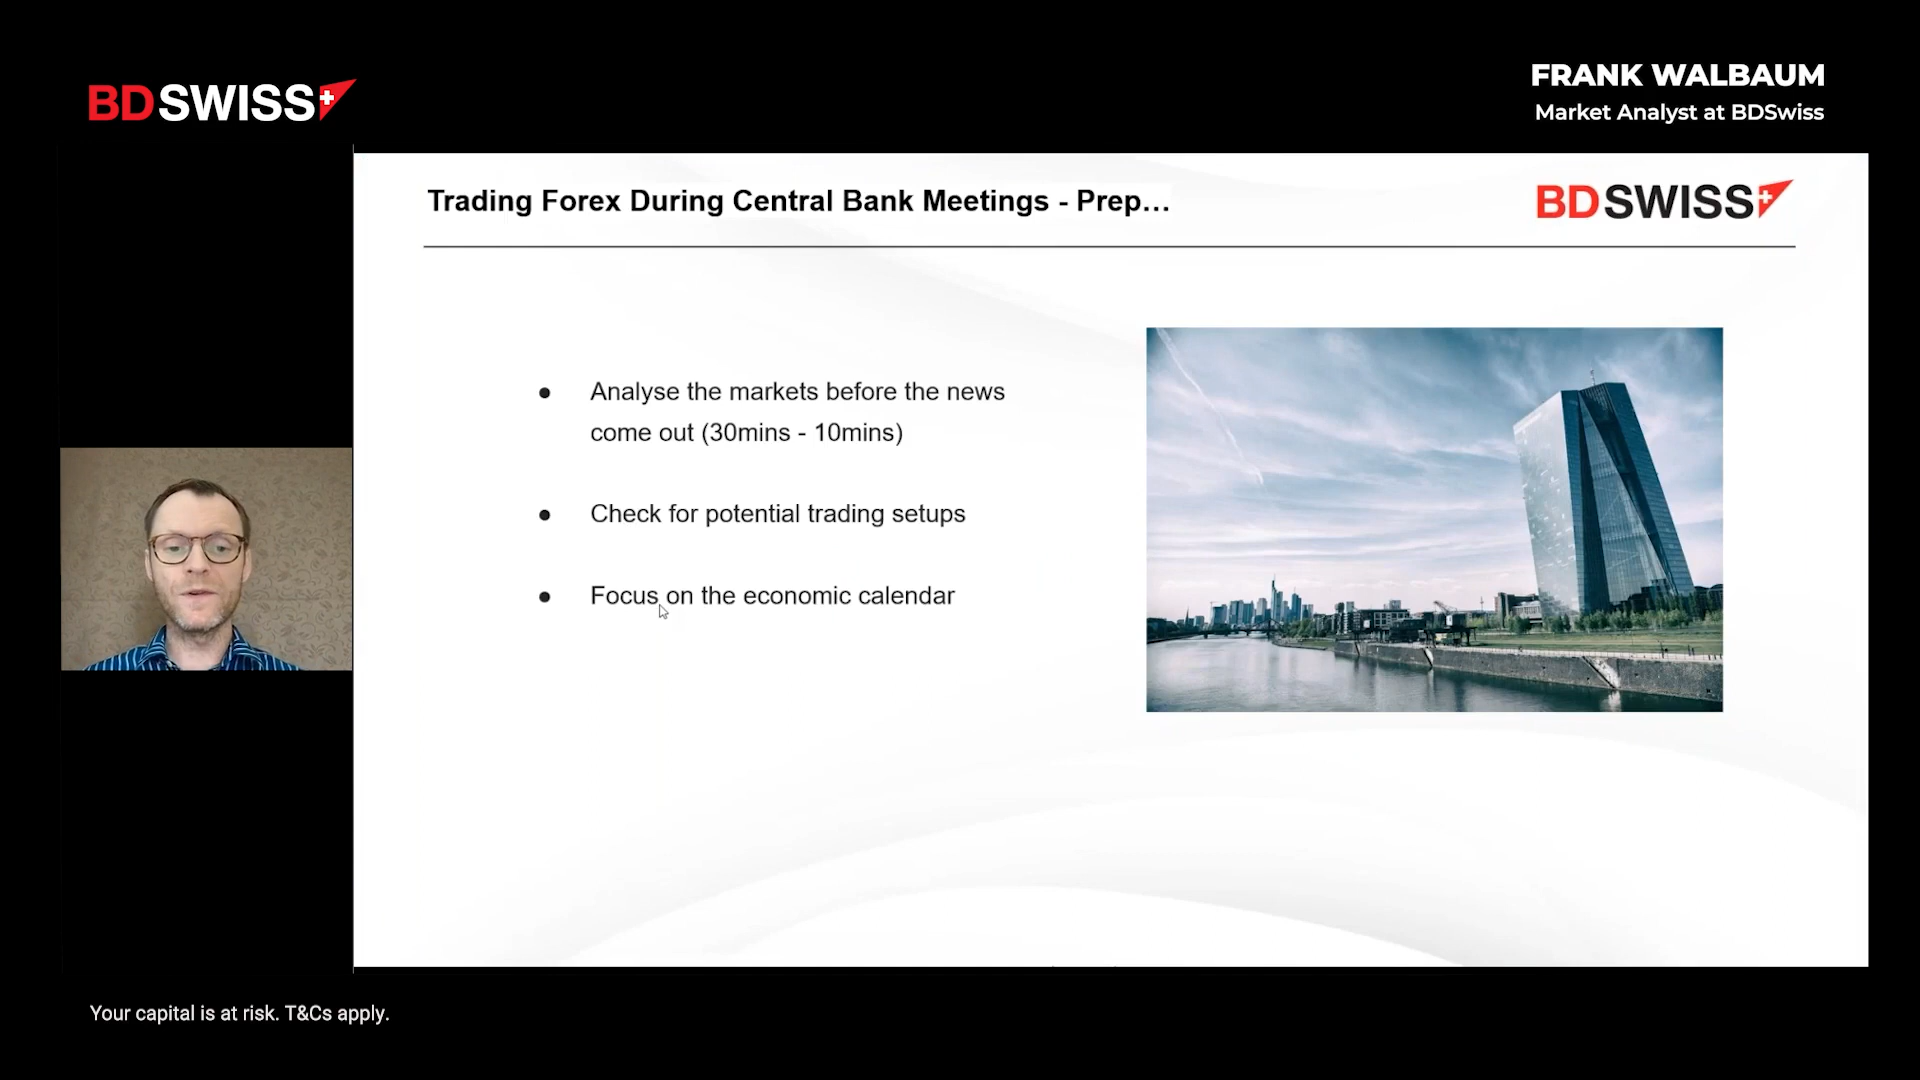 BDSWISS
FRANK WALBAUM
Market Analyst at BDSwiss
Trading Forex During Central Bank Meetings - Prep…
BDSWISS
● Analyse the markets before the news
come out (30mins - 10mins)
● Check for potential trading setups
● Focus on the economic calendar
Your capital is at risk. T&Cs apply.